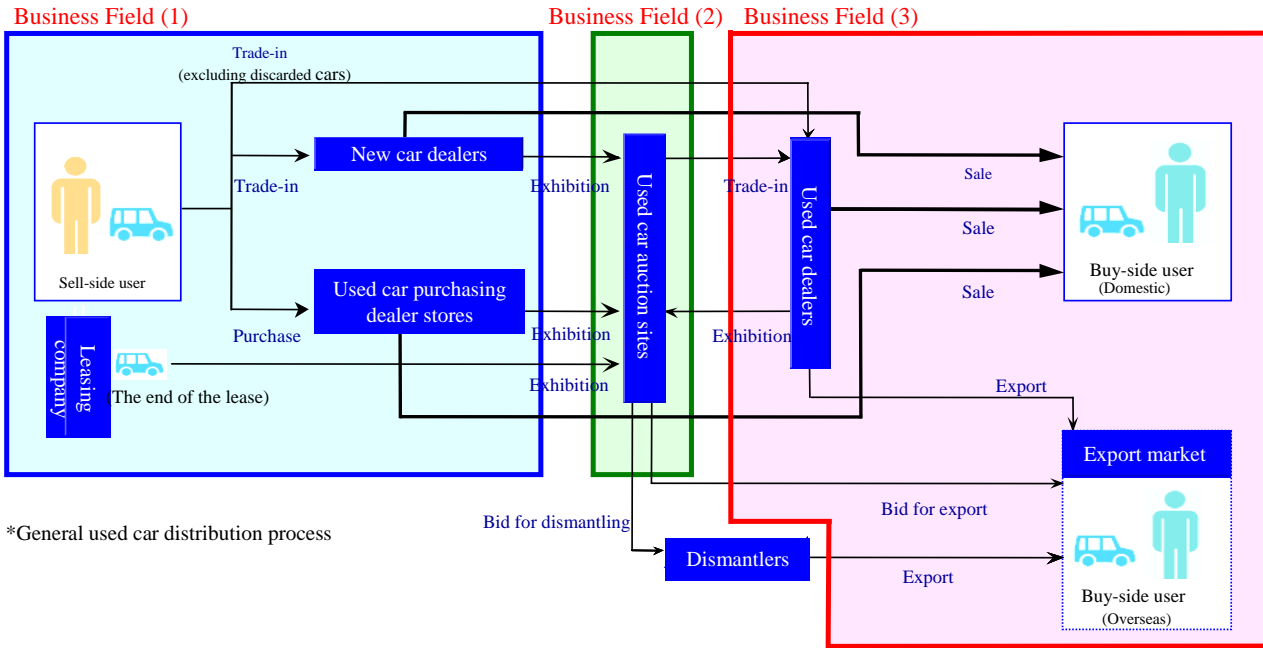 Business Field (1)
Business Field (2)
Business Field (3)
Trade-in
(excluding discarded cars)
New car dealers
Trade-in
Exhibition
Sell-side user
Used car purchasing
dealer stores
Purchase
Exhibition
Leasing
company
(The end of the lease)
Exhibition
Used car auction sites
Trade-in
Exhibition
Used car dealers
Sale
Sale
Sale
Buy-side user
(Domestic)
Export
Export market
Bid for export
Bid for dismantling
Dismantlers
Export
Buy-side user
(Overseas)
*General used car distribution process